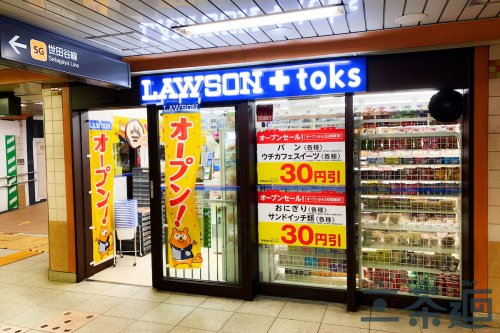 ← SG 世田谷線
Setagaya Line
LAWSON + toks
LAWSON
オープン!
オープン!
オープンセール!
パン(各種)
ウチカフェスイーツ(各種)
30円引
オープンセール!
おにぎり(各種)
サンドイッチ類(各種)
30円引
三茶廻